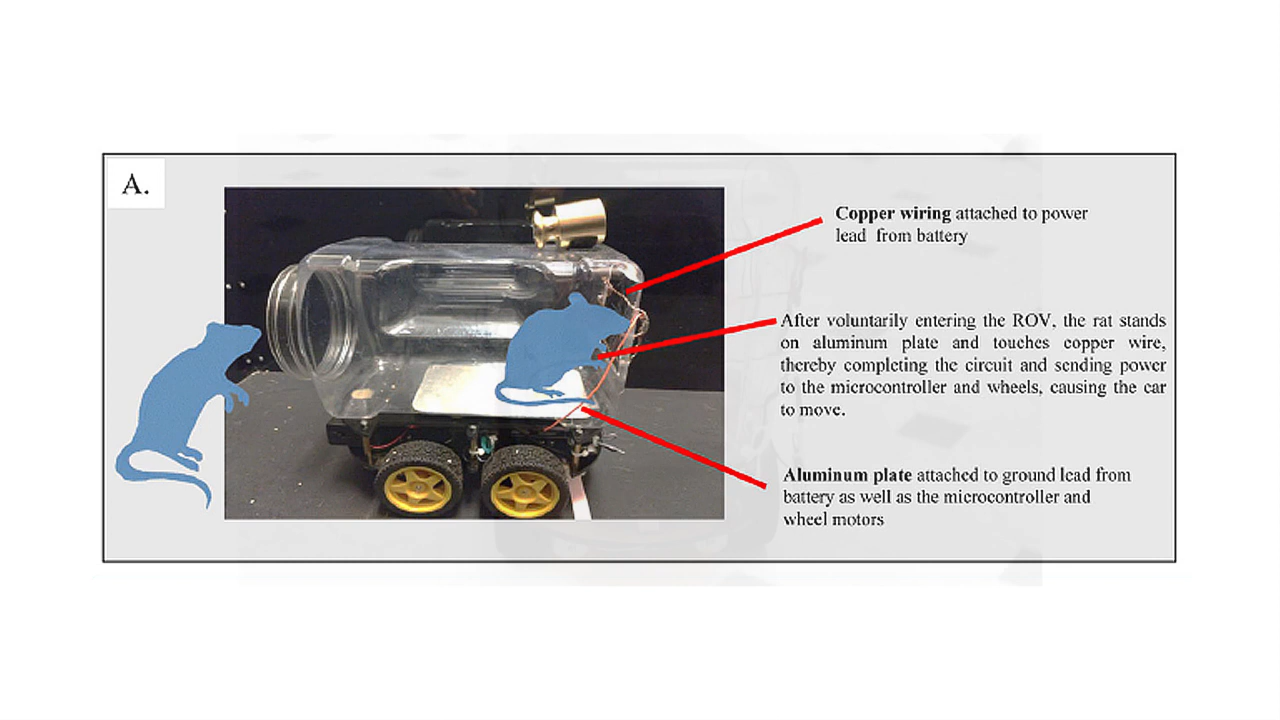 A.
Copper wiring attached to power
lead from battery
After voluntarily entering the ROV, the rat stands
on aluminum plate and touches copper wire,
thereby completing the circuit and sending power
to the microcontroller and wheels, causing the car
to move.
Aluminum plate attached to ground lead from
battery as well as the microcontroller and
wheel motors